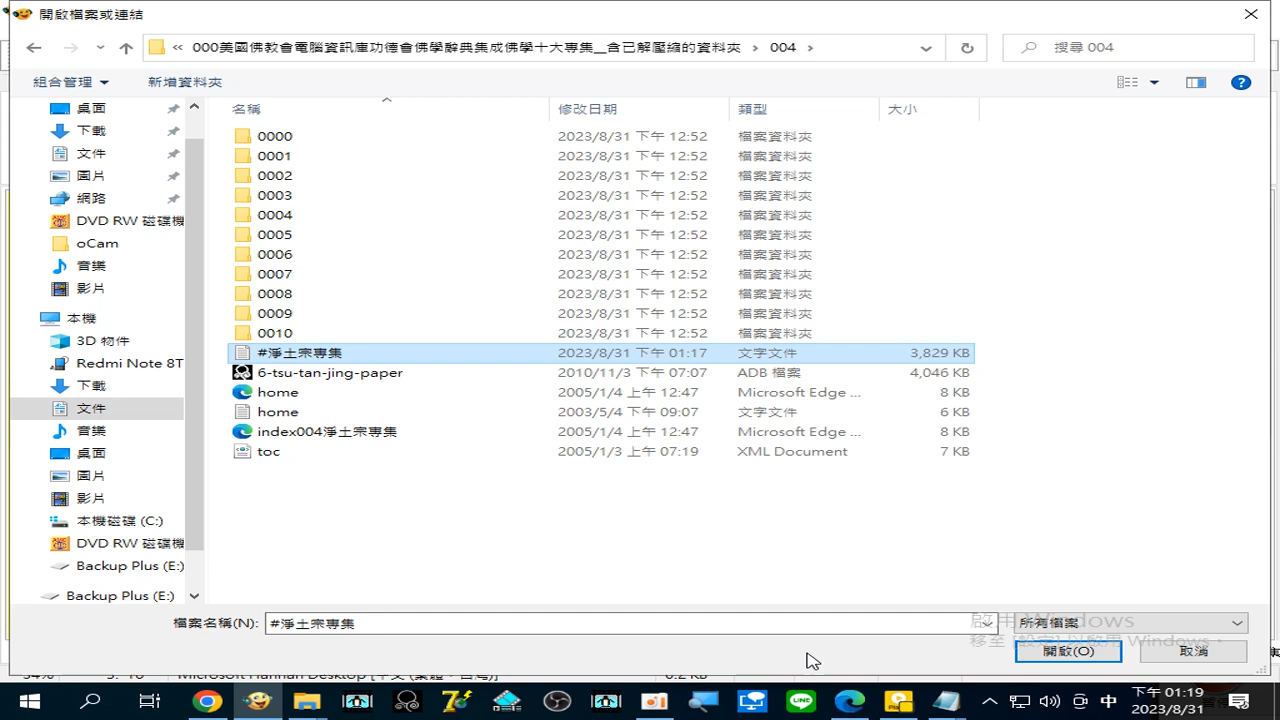 開啟檔案或連結
« 000美國佛教會電腦資訊庫功德會佛學辭典集成佛學十大專集__含已解壓縮的資料夾 › 004 ›
搜尋 004
組合管理 新增資料夾
名稱 修改日期 類型 大小
桌面
下載
文件
圖片
網路
DVD RW 磁碟機
oCam
音樂
影片
本機
3D 物件
Redmi Note 8T
下載
文件
音樂
桌面
圖片
影片
本機磁碟 (C:)
DVD RW 磁碟機
Backup Plus (E:)
Backup Plus (E:)
0000 2023/8/31 下午 12:52 檔案資料夾
0001 2023/8/31 下午 12:52 檔案資料夾
0002 2023/8/31 下午 12:52 檔案資料夾
0003 2023/8/31 下午 12:52 檔案資料夾
0004 2023/8/31 下午 12:52 檔案資料夾
0005 2023/8/31 下午 12:52 檔案資料夾
0006 2023/8/31 下午 12:52 檔案資料夾
0007 2023/8/31 下午 12:52 檔案資料夾
0008 2023/8/31 下午 12:52 檔案資料夾
0009 2023/8/31 下午 12:52 檔案資料夾
0010 2023/8/31 下午 12:52 檔案資料夾
#淨土宗專集 2023/8/31 下午 01:17 文字文件 3,829 KB
6-tsu-tan-jing-paper 2010/11/3 下午 07:07 ADB 檔案 4,046 KB
home 2005/1/4 上午 12:47 Microsoft Edge ... 8 KB
home 2003/5/4 下午 09:07 文字文件 6 KB
index004淨土宗專集 2005/1/4 上午 12:47 Microsoft Edge ... 8 KB
toc 2005/1/3 上午 07:19 XML Document 7 KB
檔案名稱(N): #淨土宗專集
所有檔案
啟用 Windows
移至 [設定] 以啟用 Windows。
開啟(O) 取消
中
下午 01:19
2023/8/31